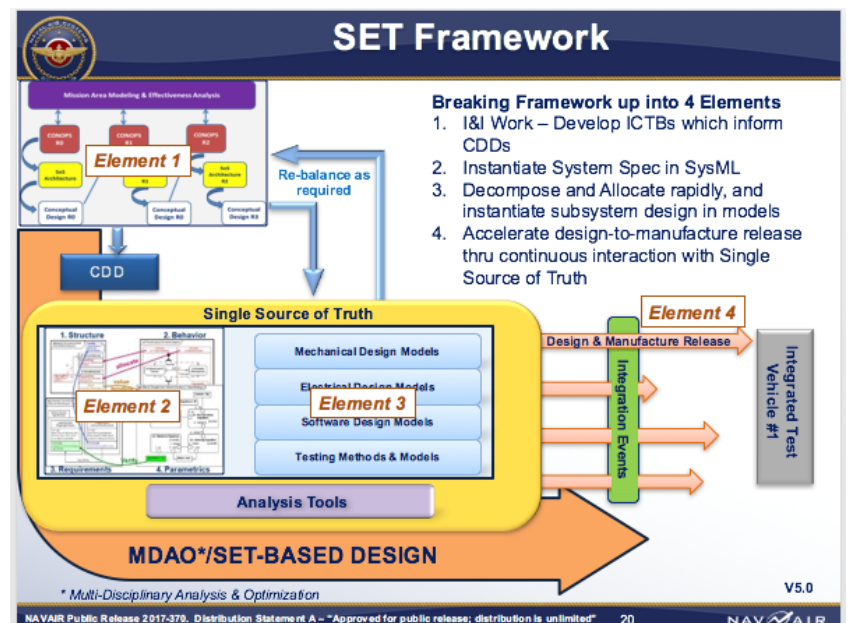 SET Framework
Mission Area Modeling & Effectiveness Analysis
CONOPS
R0
CONOPS
R1
CONOPS
R2
Element 1
SoS
Architecture
R1
SoS
Architecture
R2
Conceptual
Design R0
Conceptual
Design R0
Conceptual
Design R3
Re-balance as
required
Breaking Framework up into 4 Elements
1. I&I Work – Develop ICTBs which inform
CDDs
2. Instantiate System Spec in SysML
3. Decompose and Allocate rapidly, and
instantiate subsystem design in models
4. Accelerate design-to-manufacture release
thru continuous interaction with Single
Source of Truth
CDD
Single Source of Truth
1. Structure
2. Behavior
allocate
Element 2
3. Requirements
4. Parametrics
Mechanical Design Models
Electrical Design Models
Element 3
Software Design Models
Testing Methods & Models
Analysis Tools
Element 4
Design & Manufacture Release
Integration Events
Integrated Test
Vehicle #1
MDAO*/SET-BASED DESIGN
* Multi-Disciplinary Analysis & Optimization
V5.0
NAVAIR Public Release 2017-370. Distribution Statement A – "Approved for public release; distribution is unlimited"
20
NAVAIR